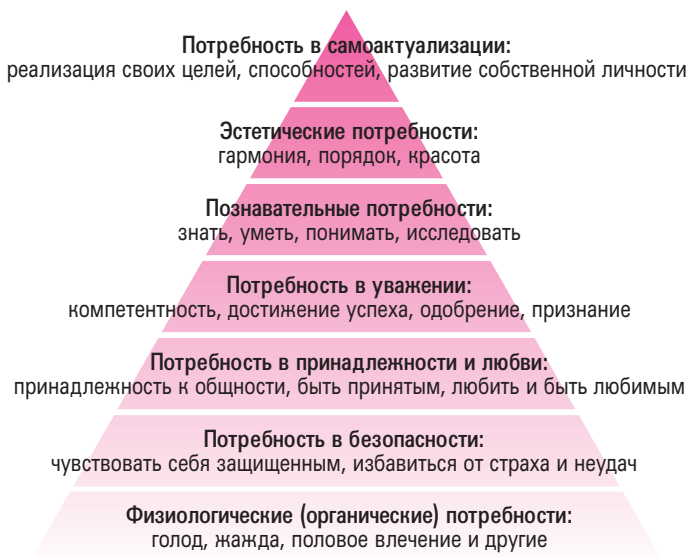 Потребность в самоактуализации:
реализация своих целей, способностей, развитие собственной личности
Эстетические потребности:
гармония, порядок, красота
Познавательные потребности:
знать, уметь, понимать, исследовать
Потребность в уважении:
компетентность, достижение успеха, одобрение, признание
Потребность в принадлежности и любви:
принадлежность к общности, быть принятым, любить и быть любимым
Потребность в безопасности:
чувствовать себя защищенным, избавиться от страха и неудач
Физиологические (органические) потребности:
голод, жажда, половое влечение и другие